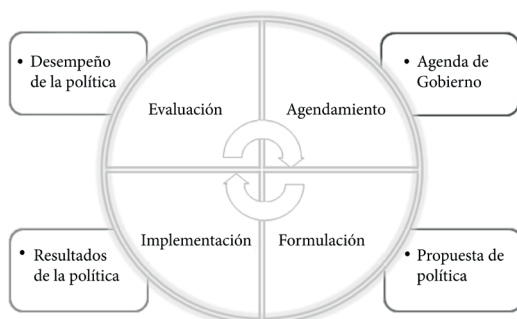 • Desempeño
de la política
• Agenda de
Gobierno
Evaluación
Agendamiento
Implementación
Formulación
• Resultados
de la política
• Propuesta de
política